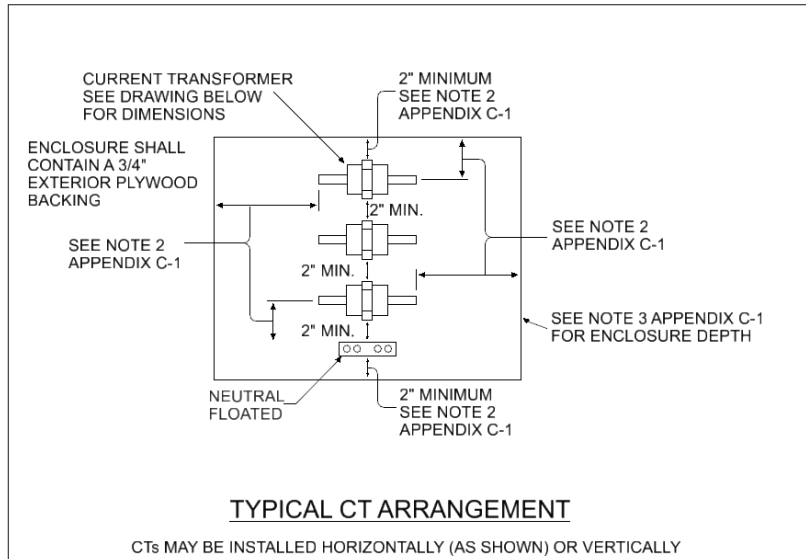 CURRENT TRANSFORMER
SEE DRAWING BELOW
FOR DIMENSIONS
2" MINIMUM
SEE NOTE 2
APPENDIX C-1
ENCLOSURE SHALL
CONTAIN A 3/4"
EXTERIOR PLYWOOD
BACKING
2" MIN.
SEE NOTE 2
APPENDIX C-1
SEE NOTE 2
APPENDIX C-1
2" MIN.
2" MIN.
SEE NOTE 3 APPENDIX C-1
FOR ENCLOSURE DEPTH
NEUTRAL
FLOATED
2" MINIMUM
SEE NOTE 2
APPENDIX C-1
TYPICAL CT ARRANGEMENT
CTs MAY BE INSTALLED HORIZONTALLY (AS SHOWN) OR VERTICALLY